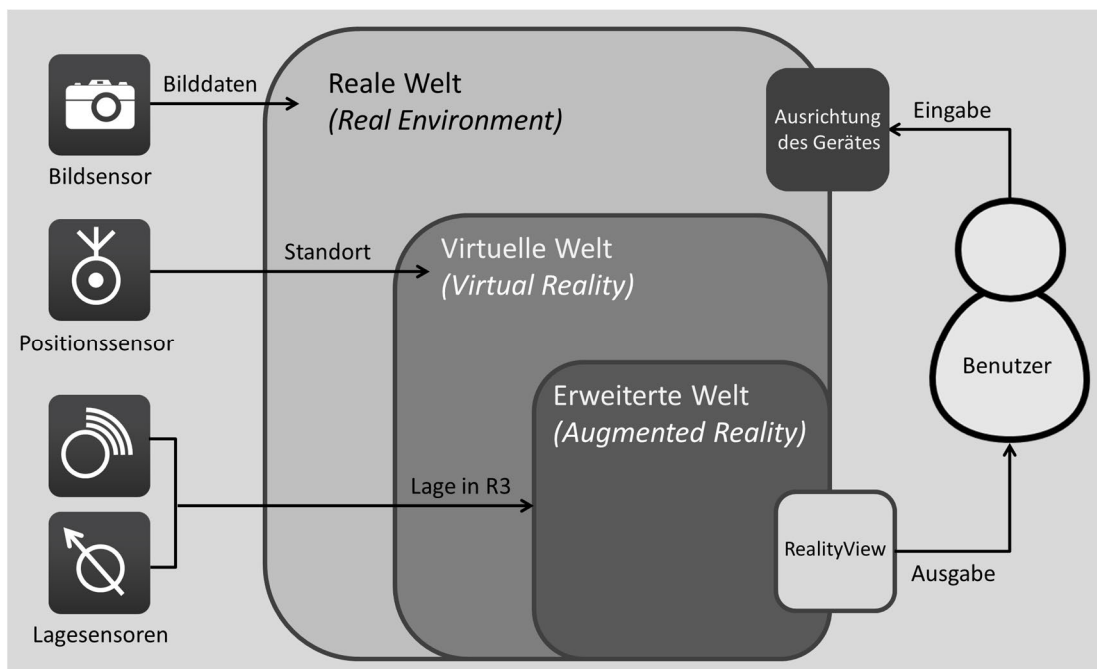 Bilddaten
Bildsensor
Standort
Positionssensor
Lage in R3
Lagesensoren
Reale Welt
(Real Environment)
Virtuelle Welt
(Virtual Reality)
Erweiterte Welt
(Augmented Reality)
Ausrichtung
des Gerätes
Eingabe
Benutzer
RealityView
Ausgabe